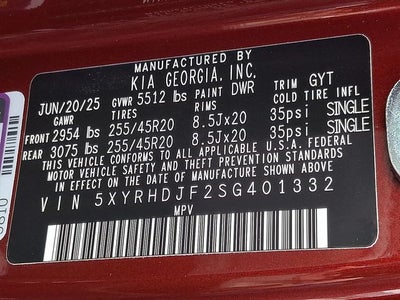 MANUFACTURED BY
KIA GEORGIA, INC.
JUN/20/25 GVWR 5512 lbs PAINT DWR TRIM GYT
GAWR TIRES RIMS COLD TIRE INFL
FRONT 2954 lbs 255/45R20 8.5Jx20 35psi SINGLE
REAR 3075 lbs 255/45R20 8.5Jx20 35psi SINGLE
THIS VEHICLE CONFORMS TO ALL APPLICABLE U.S.A. FEDERAL
MOTOR VEHICLE SAFETY AND THEFT PREVENTION STANDARDS
IN EFFECT ON THE DATE OF MANUFACTURE SHOWN ABOVE
VIN 5XYRHDJF2SG401332
MPV